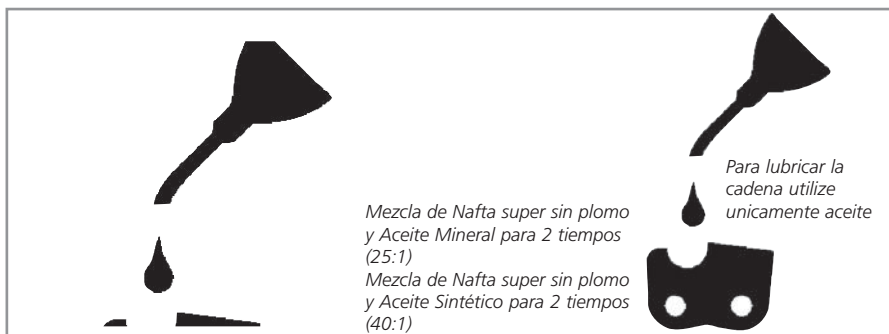 Mezcla de Nafta super sin plomo
y Aceite Mineral para 2 tiempos
(25:1)
Mezcla de Nafta super sin plomo
y Aceite Sintético para 2 tiempos
(40:1)
Para lubricar la
cadena utilize
unicamente aceite